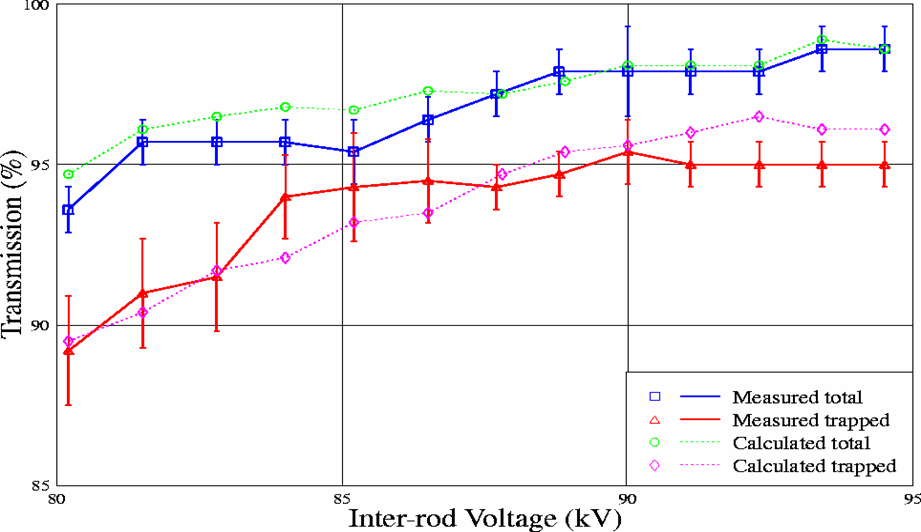 100
95
90
85
Transmission (%)
80
85
90
95
Inter-rod Voltage (kV)
Measured total
Measured trapped
Calculated total
Calculated trapped